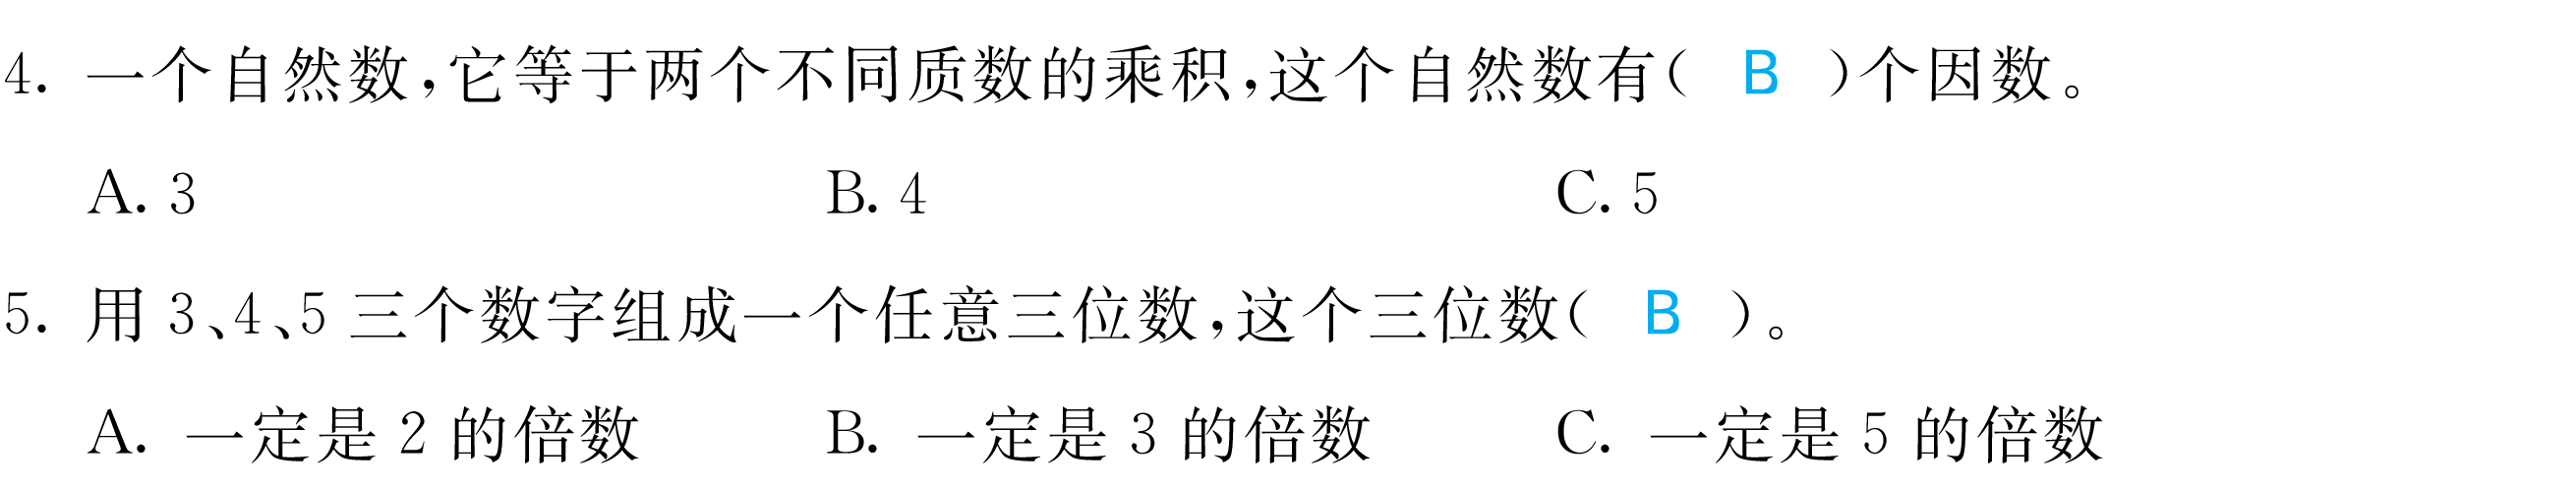 4. 一个自然数,它等于两个不同质数的乘积,这个自然数有( B )个因数。
A. 3 B. 4 C. 5
5. 用 3、4、5 三个数字组成一个任意三位数,这个三位数( B )。
A. 一定是 2 的倍数 B. 一定是 3 的倍数 C. 一定是 5 的倍数